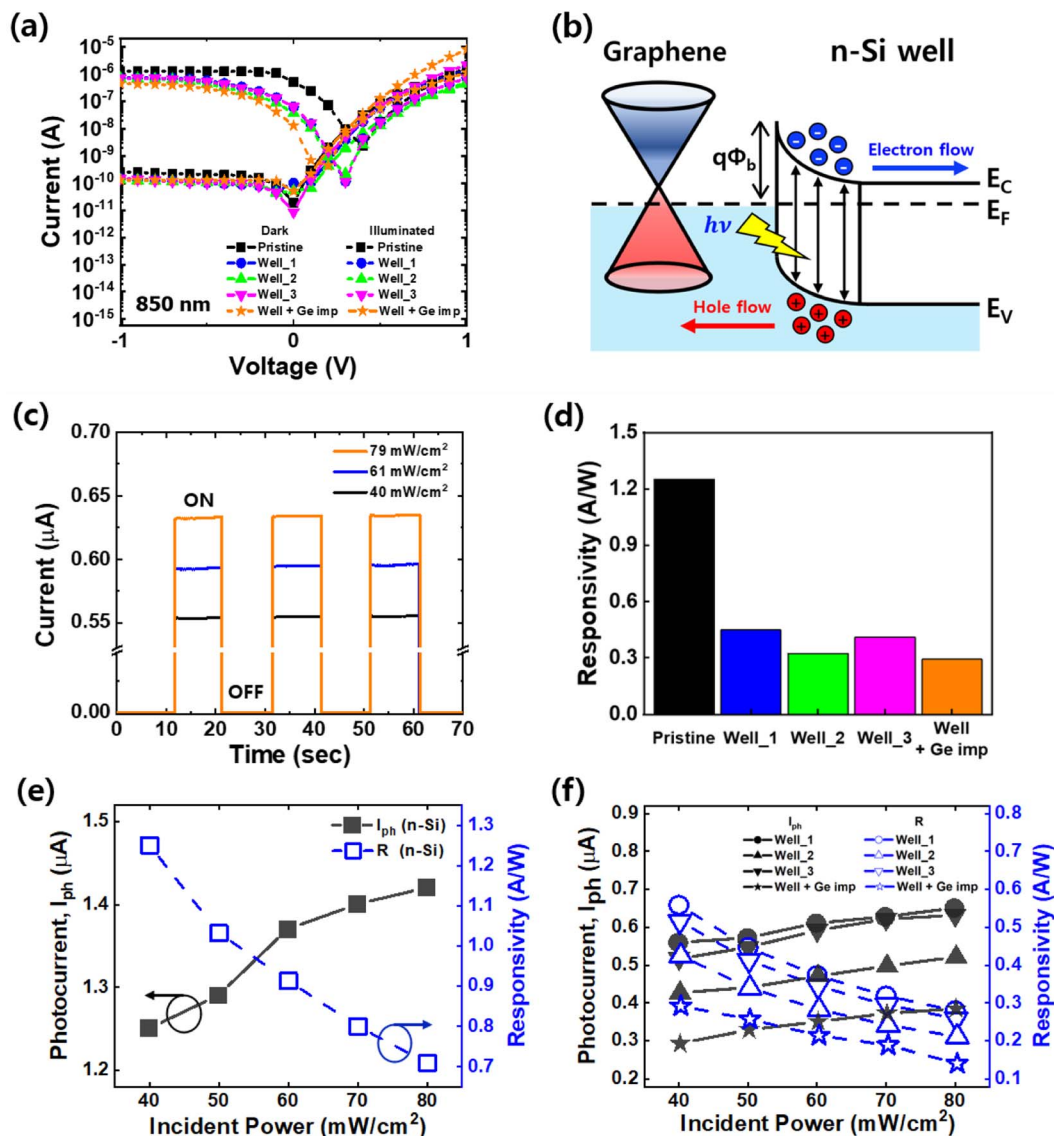 (a)
10⁻⁵
10⁻⁶
10⁻⁷
10⁻⁸
10⁻⁹
10⁻¹⁰
10⁻¹¹
10⁻¹²
10⁻¹³
10⁻¹⁴
10⁻¹⁵
Current (A)
Dark Illuminated
Pristine Pristine
Well_1 Well_1
Well_2 Well_2
Well_3 Well_3
Well + Ge imp Well + Ge imp
850 nm
-1 0 1
Voltage (V)
(b)
Graphene n-Si well
qΦb
Electron flow
E_C
E_F
hν
Hole flow
E_V
(c)
0.70
0.65
0.60
0.55
0.00
Current (μA)
79 mW/cm²
61 mW/cm²
40 mW/cm²
ON
OFF
0 10 20 30 40 50 60 70
Time (sec)
(d)
1.5
1.2
0.9
0.6
0.3
0.0
Responsivity (A/W)
Pristine Well_1 Well_2 Well_3 Well
+ Ge imp
(e)
1.5
1.4
1.3
1.2
Photocurrent, I_ph (μA)
I_ph (n-Si)
R (n-Si)
1.3
1.2
1.1
1.0
0.9
0.8
0.7
Responsivity (A/W)
40 50 60 70 80
Incident Power (mW/cm²)
(f)
0.9
0.8
0.7
0.6
0.5
0.4
0.3
0.2
Photocurrent, I_ph (μA)
I_ph R
Well_1 Well_1
Well_2 Well_2
Well_3 Well_3
Well + Ge imp Well + Ge imp
0.8
0.7
0.6
0.5
0.4
0.3
0.2
0.1
0.0
Responsivity (A/W)
40 50 60 70 80
Incident Power (mW/cm²)